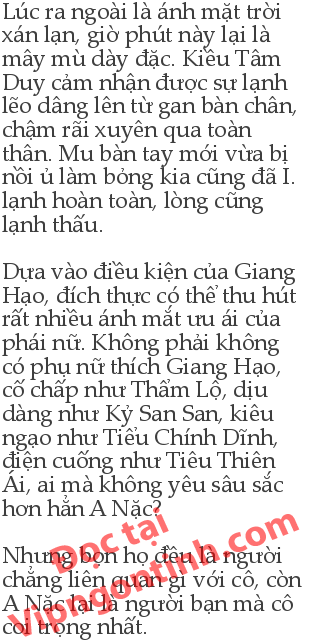 Lúc ra ngoài là ánh mặt trời
xán lạn, giờ phút này lại là
mây mù dày đặc. Kiều Tâm
Duy cảm nhận được sự lạnh
lẽo dâng lên từ gan bàn chân,
chậm rãi xuyên qua toàn
thân. Mu bàn tay mới vừa bị
nồi ủ làm bỏng kia cũng đã I.
lạnh hoàn toàn, lòng cũng
lạnh thấu.
Dựa vào điều kiện của Giang
Hạo, đích thực có thể thu hút
rất nhiều ánh mắt ưu ái của
phái nữ. Không phải không
có phụ nữ thích Giang Hạo,
cố chấp như Thẩm Lộ, dịu
dàng như Kỷ San San, kiêu
ngạo như Tiểu Chính Dĩnh,
điện cuống như Tiêu Thiên
Ái, ai mà không yêu sâu sắc
hơn hẳn A Nặc?
Nhưng bọn họ đều là người
chẳng liên quan gì với cô, còn
A Nặc lại là người bạn mà cô
coi trọng nhất.
Đọc tại
Vipngontinh.com